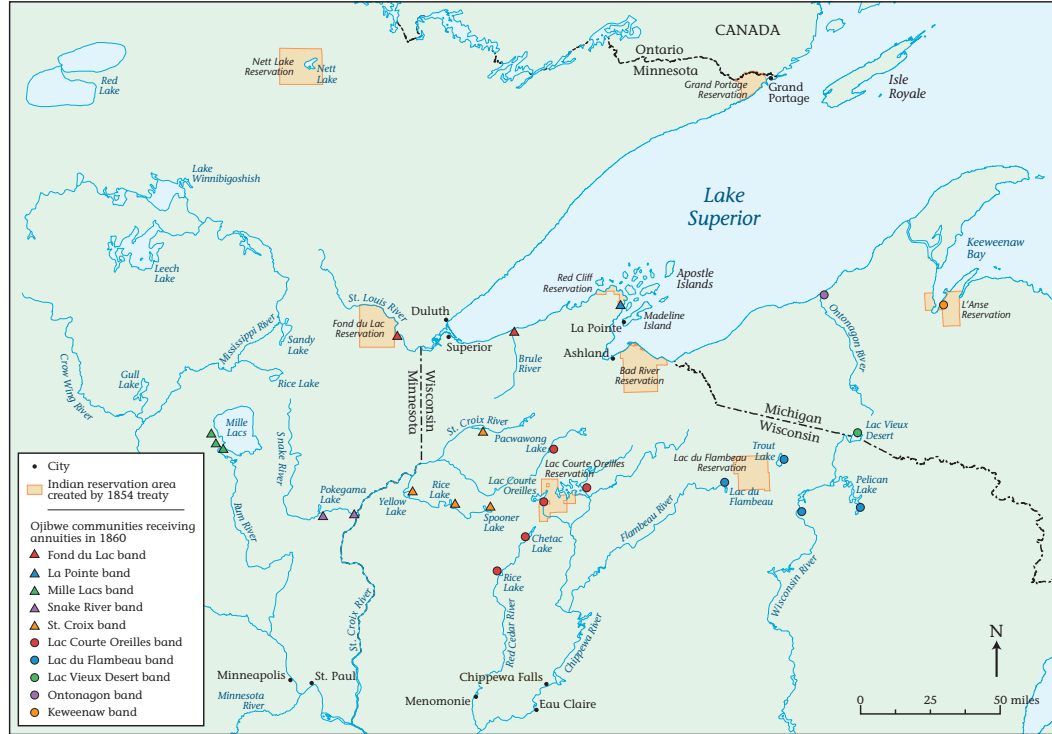 CANADA
Ontario
Minnesota
Nett Lake
Reservation
Nett
Lake
Red
Lake
Grand Portage
Reservation
Grand
Portage
Isle
Royale
Lake
Winnibigoshish
Lake
Superior
Leech
Lake
Keeweenaw
Bay
Red Cliff
Reservation
Apostle
Islands
St. Louis River
Duluth
Fond du Lac
Reservation
Superior
La Pointe
Madeline
Island
L'Anse
Reservation
Ontonagon River
Mississippi River
Sandy
Lake
Ashland
Brule
River
Bad River
Reservation
Crow Wing River
Gull
Lake
Rice Lake
Wisconsin
Minnesota
Michigan
Wisconsin
Mille
Lacs
Snake River
St. Croix River
Pacwawong
Lake
Lac Vieux
Desert
Trout
Lake
Lac Courte Oreilles
Reservation
Lac du Flambeau
Reservation
Lac Courte
Oreilles
Pokegama
Lake
Yellow
Lake
Rice
Lake
Spooner
Lake
Lac du
Flambeau
Pelican
Lake
Rum River
Flambeau River
Chetac
Lake
Rice
Lake
Wisconsin River
St. Croix River
Red Cedar River
Chippewa River
Minneapolis
St. Paul
Minnesota
River
Chippewa Falls
Menomonie
Eau Claire
N
0 25 50 miles
City
Indian reservation area
created by 1854 treaty
Ojibwe communities receiving
annuities in 1860
Fond du Lac band
La Pointe band
Mille Lacs band
Snake River band
St. Croix band
Lac Courte Oreilles band
Lac du Flambeau band
Lac Vieux Desert band
Ontonagon band
Keweenaw band